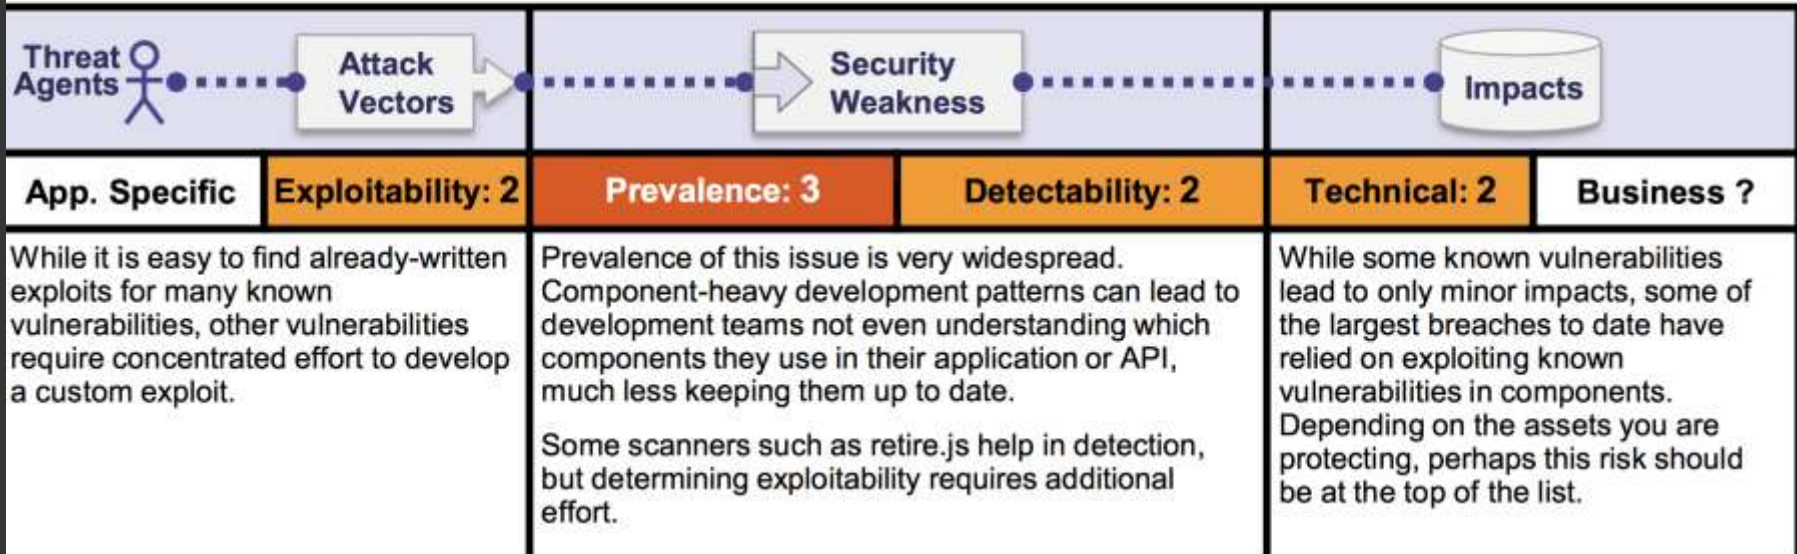 Threat
Agents
Attack
Vectors
Security
Weakness
Impacts
App. Specific
Exploitability: 2
Prevalence: 3
Detectability: 2
Technical: 2
Business ?
While it is easy to find already-written
exploits for many known
vulnerabilities, other vulnerabilities
require concentrated effort to develop
a custom exploit.
Prevalence of this issue is very widespread.
Component-heavy development patterns can lead to
development teams not even understanding which
components they use in their application or API,
much less keeping them up to date.
Some scanners such as retire.js help in detection,
but determining exploitability requires additional
effort.
While some known vulnerabilities
lead to only minor impacts, some of
the largest breaches to date have
relied on exploiting known
vulnerabilities in components.
Depending on the assets you are
protecting, perhaps this risk should
be at the top of the list.